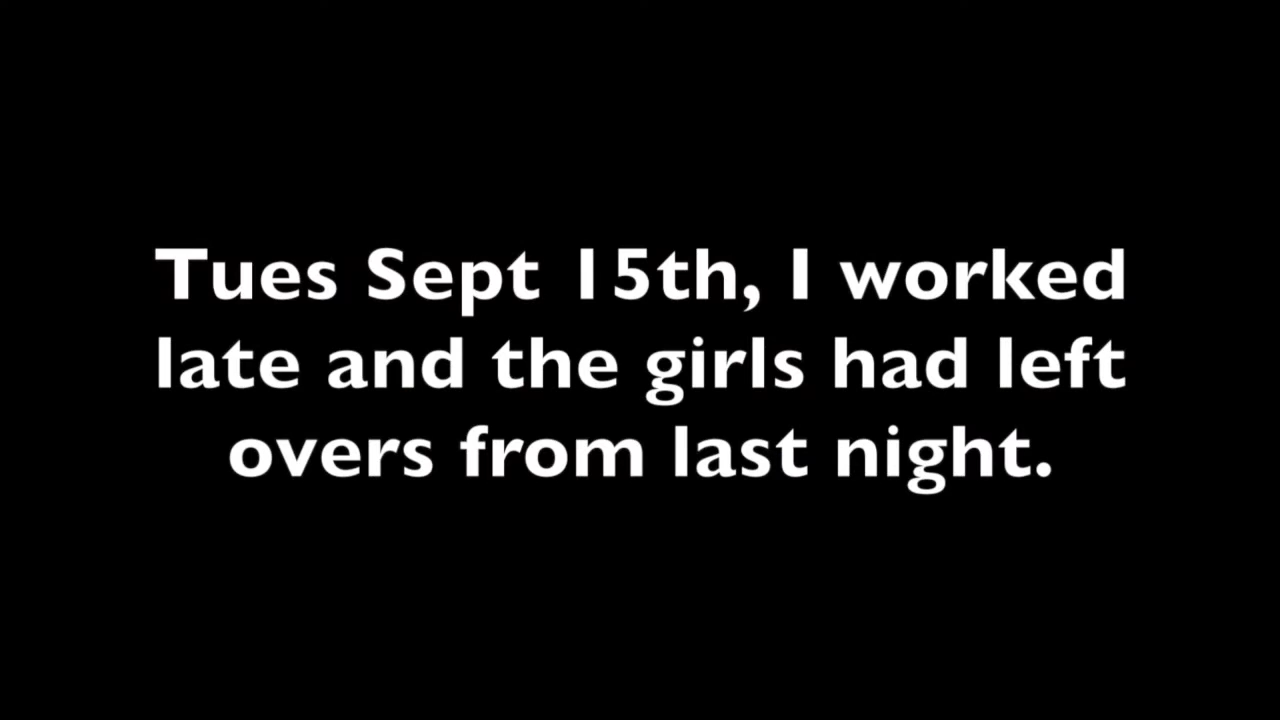 Tues Sept 15th, I worked
late and the girls had left
overs from last night.